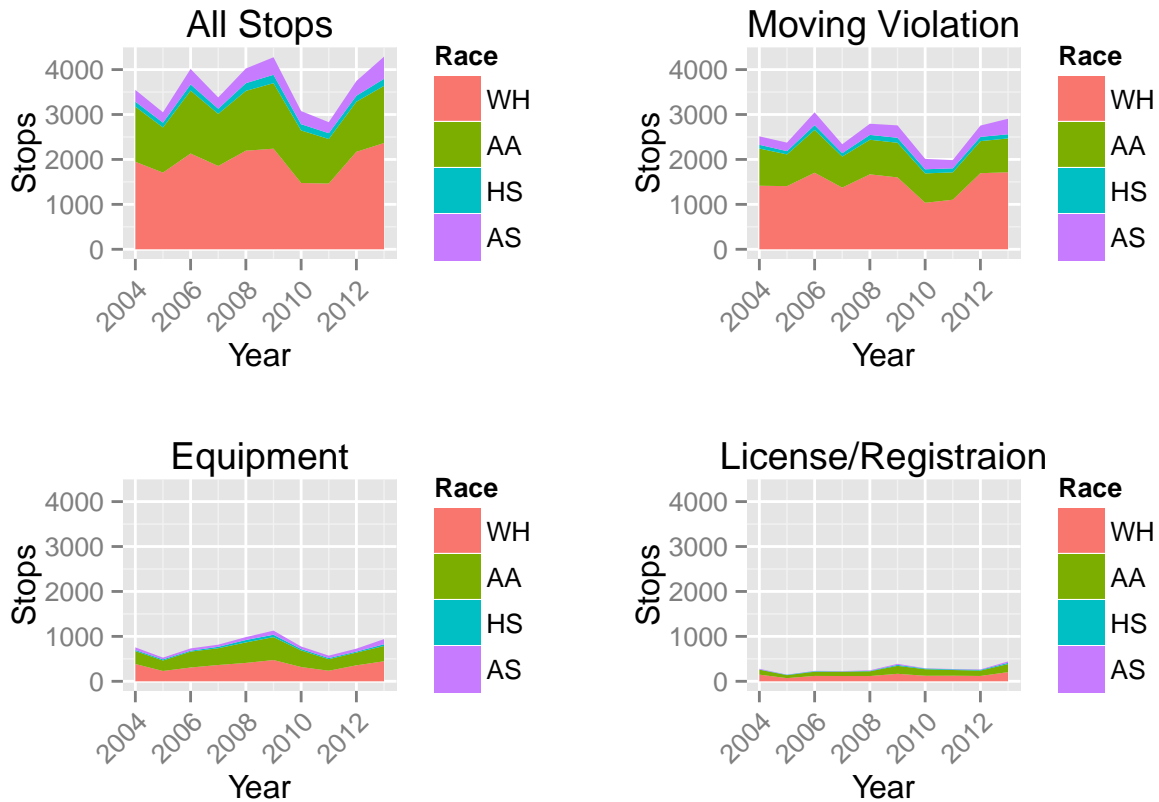 All Stops
4000
3000
2000
1000
0
Stops
2004
2006
2008
2010
2012
Year
Race
WH
AA
HS
AS
Moving Violation
4000
3000
2000
1000
0
Stops
2004
2006
2008
2010
2012
Year
Race
WH
AA
HS
AS
Equipment
4000
3000
2000
1000
0
Stops
2004
2006
2008
2010
2012
Year
Race
WH
AA
HS
AS
License/Registraion
4000
3000
2000
1000
0
Stops
2004
2006
2008
2010
2012
Year
Race
WH
AA
HS
AS